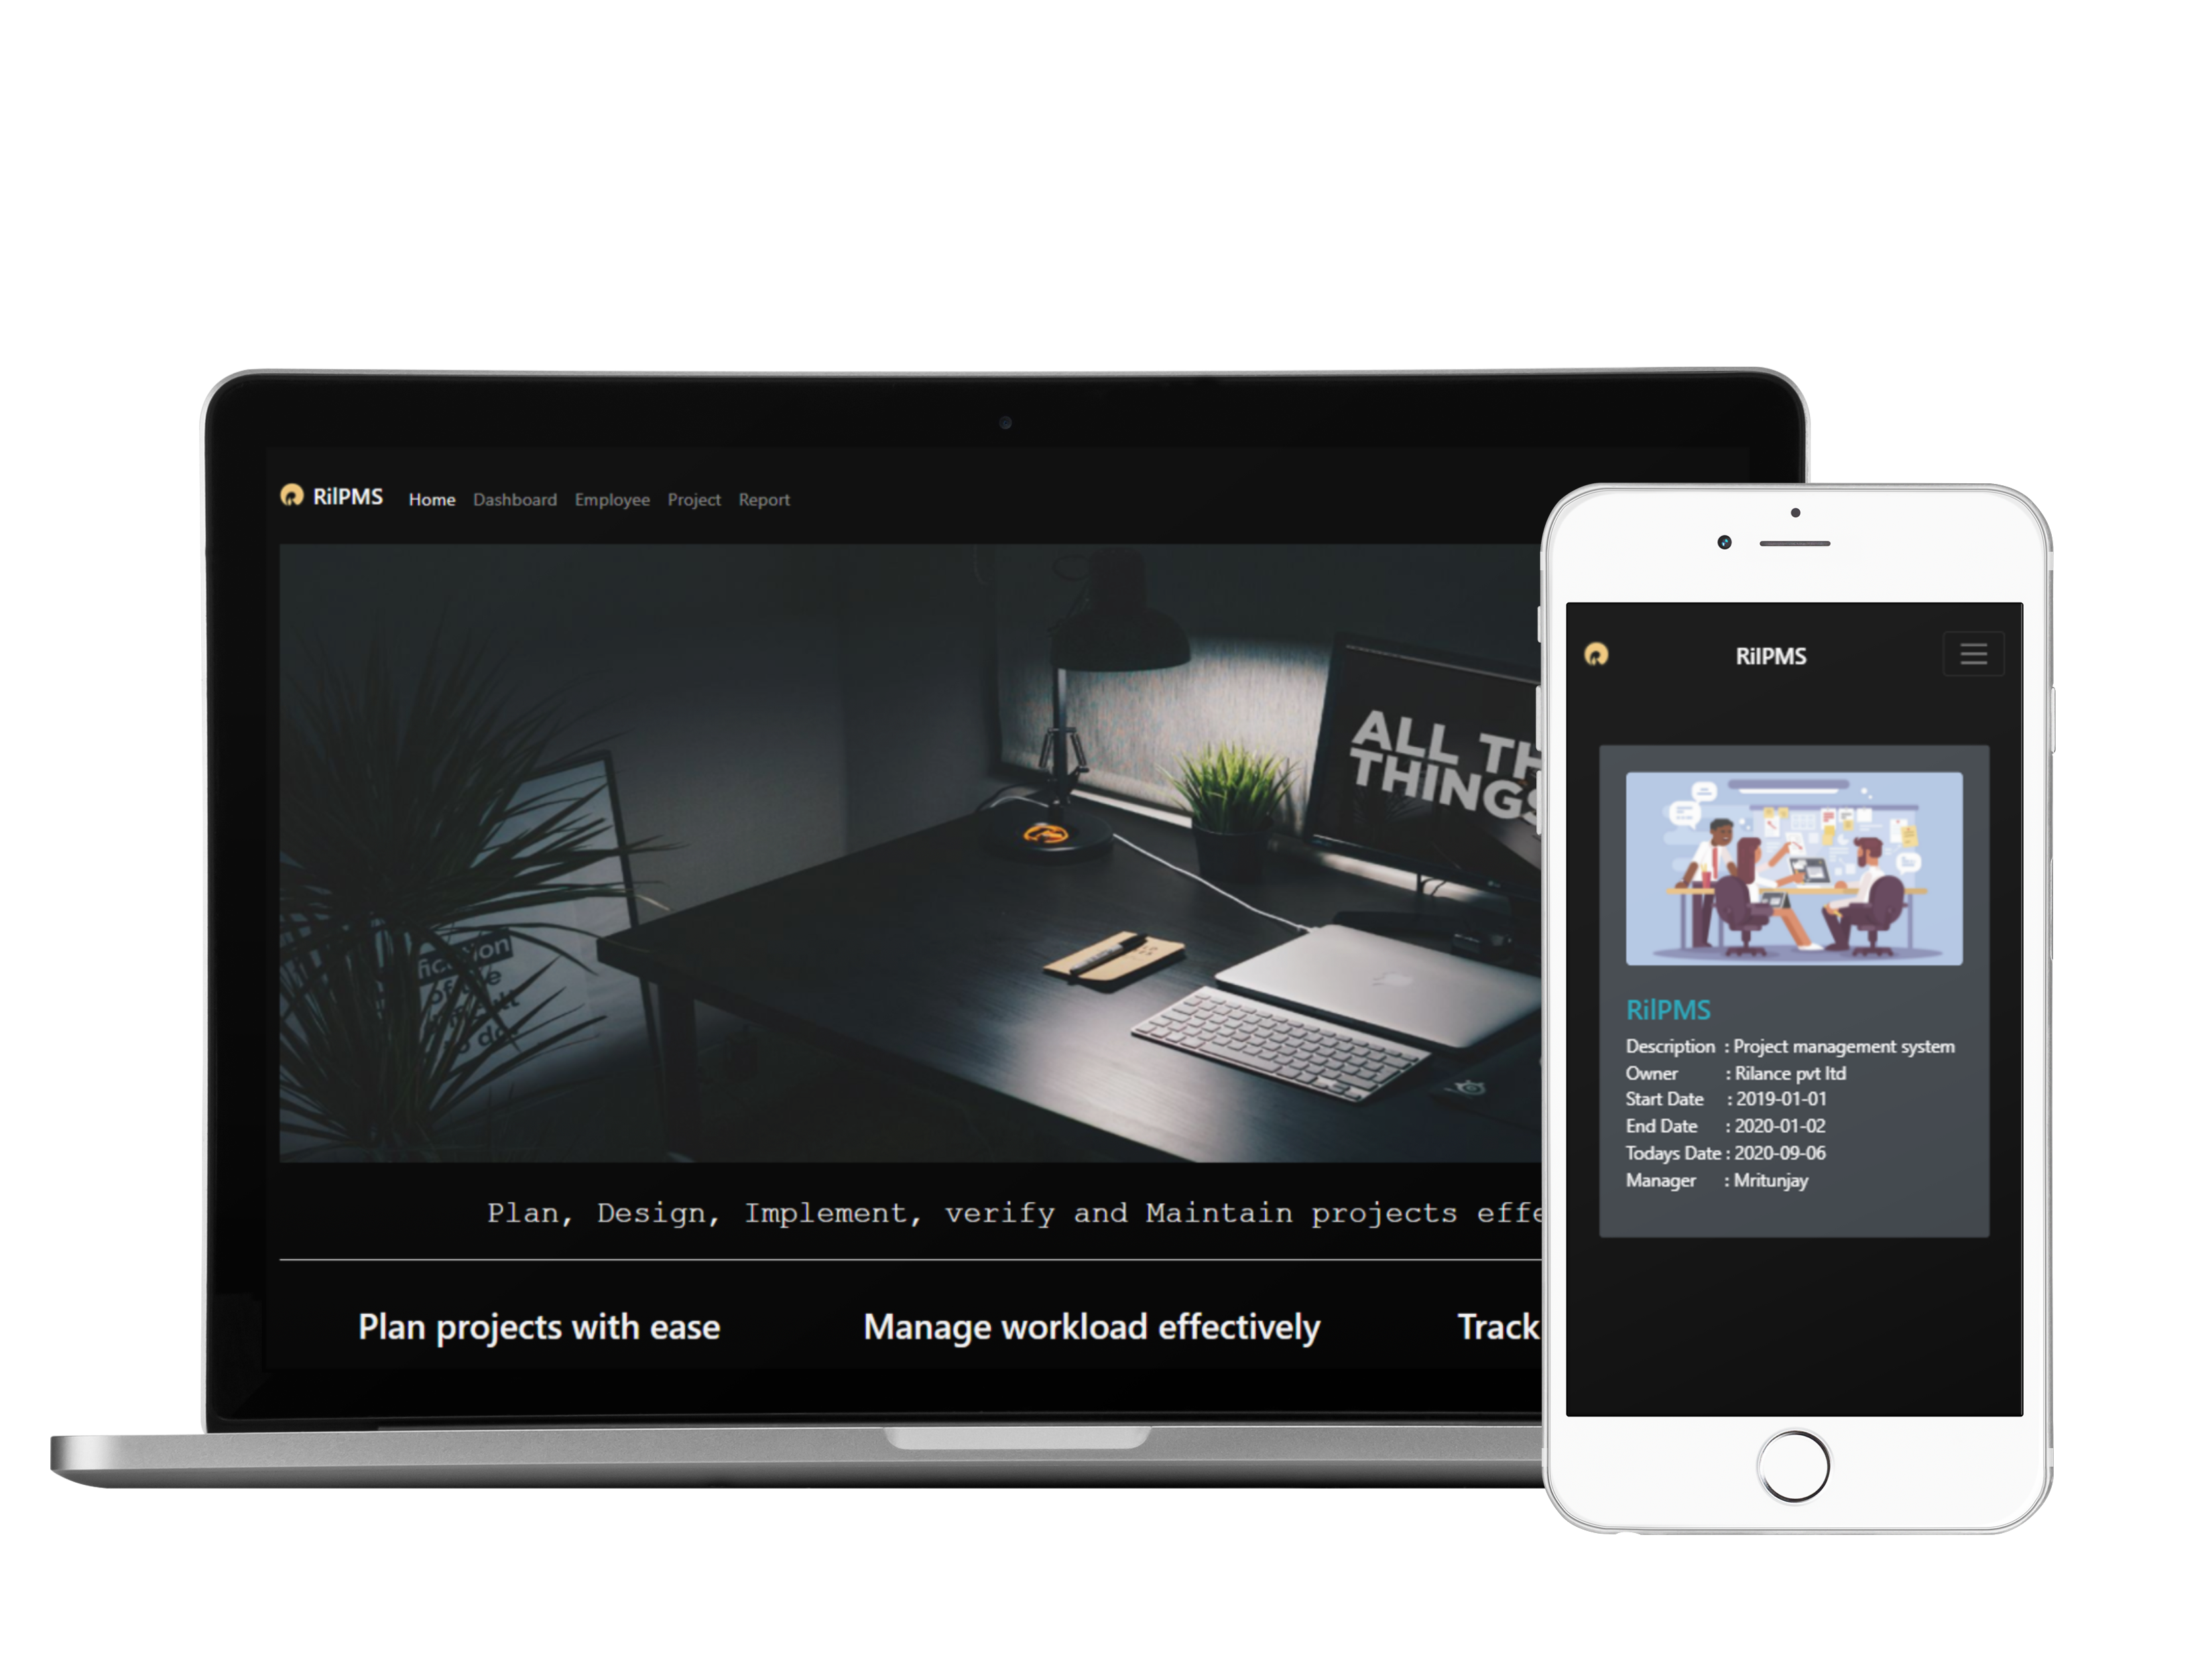 RilPMS Home Dashboard Employee Project Report
ALL TH
THINGS
Plan, Design, Implement, verify and Maintain projects effe
Plan projects with ease Manage workload effectively Track
RilPMS
RilPMS
Description : Project management system
Owner : Rilance pvt ltd
Start Date : 2019-01-01
End Date : 2020-01-02
Todays Date : 2020-09-06
Manager : Mritunjay